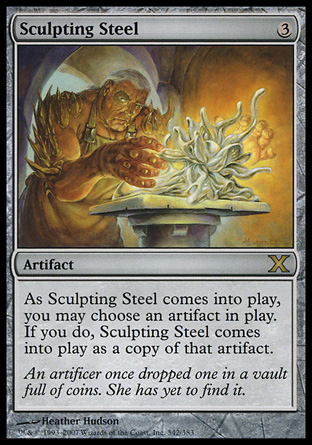 Sculpting Steel 3
Artifact X
As Sculpting Steel comes into play,
you may choose an artifact in play.
If you do, Sculpting Steel comes
into play as a copy of that artifact.
An artificer once dropped one in a vault
full of coins. She has yet to find it.
Heather Hudson
™ & © 1993–2007 Wizards of the Coast, Inc. 342/383